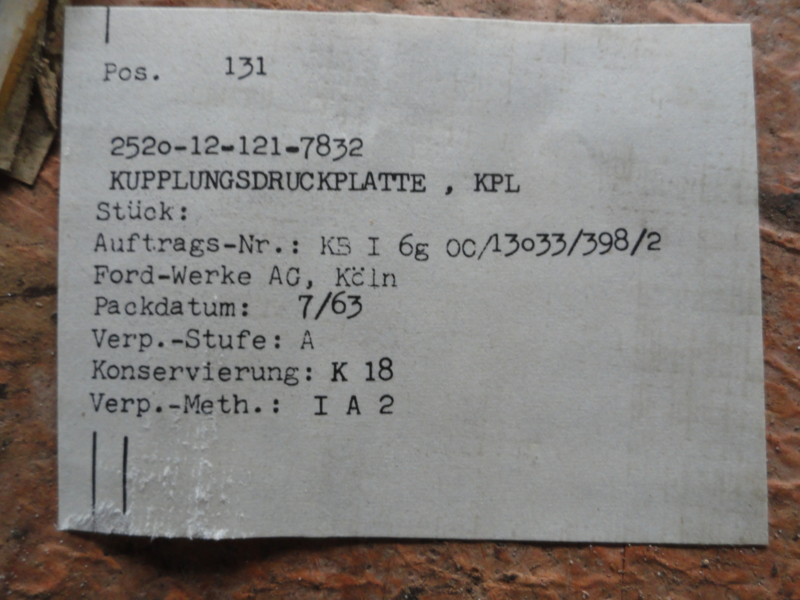 Pos. 131
2520-12-121-7832
KUPPLUNGSDRUCKPLATTE , KPL
Stück:
Auftrags-Nr.: KB I 6g OC/13033/398/2
Ford-Werke AG, Köln
Packdatum: 7/63
Verp.-Stufe: A
Konservierung: K 18
Verp.-Meth.: I A 2